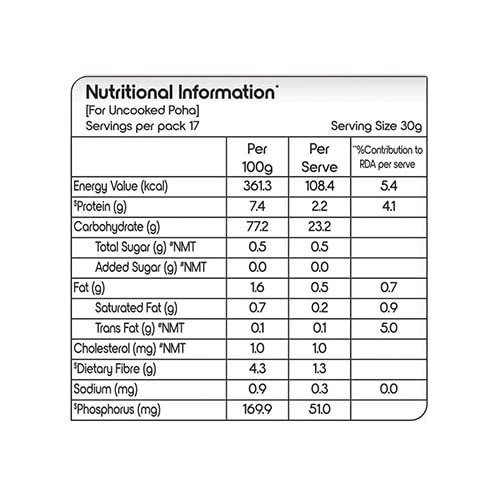 Nutritional Information*
[For Uncooked Poha]
Servings per pack 17 Serving Size 30g
Per 100g Per Serve **%Contribution to RDA per serve
Energy Value (kcal) 361.3 108.4 5.4
$Protein (g) 7.4 2.2 4.1
Carbohydrate (g) 77.2 23.2
Total Sugar (g) #NMT 0.5 0.5
Added Sugar (g) #NMT 0.0 0.0
Fat (g) 1.6 0.5 0.7
Saturated Fat (g) 0.7 0.2 0.9
Trans Fat (g) #NMT 0.1 0.1 5.0
Cholesterol (mg) #NMT 1.0 1.0
$Dietary Fibre (g) 4.3 1.3
Sodium (mg) 0.9 0.3 0.0
$Phosphorus (mg) 169.9 51.0